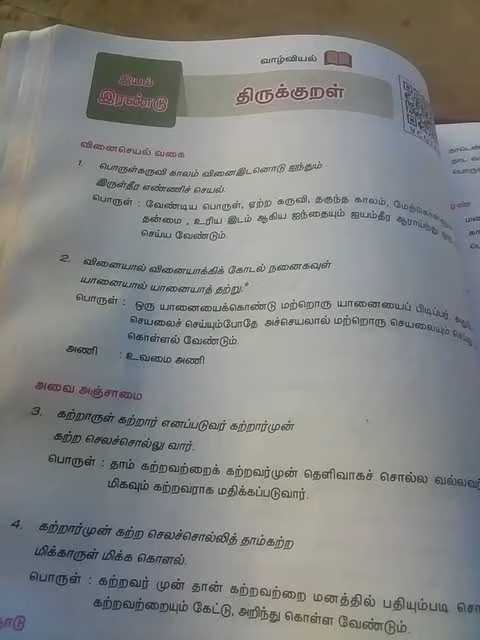 வாழ்வியல்
இயல்
இரண்டு
திருக்குறள்
வினைசெயல் வகை
1. பொருள்கருவி காலம் வினைஇடனொடு ஐந்தும்
இருள்தீர எண்ணிச் செயல்.
பொருள் : வேண்டிய பொருள், ஏற்ற கருவி, தகுந்த காலம்,
தன்மை , உரிய இடம் ஆகிய ஐந்தையும் ஐயம்தீர ஆராய்ந்து
செய்ய வேண்டும்.
2. வினையால் வினையாக்கிக் கோடல் நனைகவுள்
யானையால் யானையாத் தற்று.*
பொருள் : ஒரு யானையைக்கொண்டு மற்றொரு யானையைப் பிடிப்பர்.
செயலைச் செய்யும்போதே அச்செயலால் மற்றொரு செயலையும்
கொள்ளல் வேண்டும்.
அணி : உவமை அணி
அவை அஞ்சாமை
3. கற்றாருள் கற்றார் எனப்படுவர் கற்றார்முன்
கற்ற செலச்சொல்லு வார்.
பொருள் : தாம் கற்றவற்றைக் கற்றவர்முன் தெளிவாகச் சொல்ல
மிகவும் கற்றவராக மதிக்கப்படுவார்.
4. கற்றார்முன் கற்ற செலச்சொல்லித் தாம்கற்ற
மிக்காருள் மிக்க கொளல்.
பொருள் : கற்றவர் முன் தான் கற்றவற்றை மனத்தில் பதியும்படி
கற்றவற்றையும் கேட்டு, அறிந்து கொள்ள வேண்டும்.